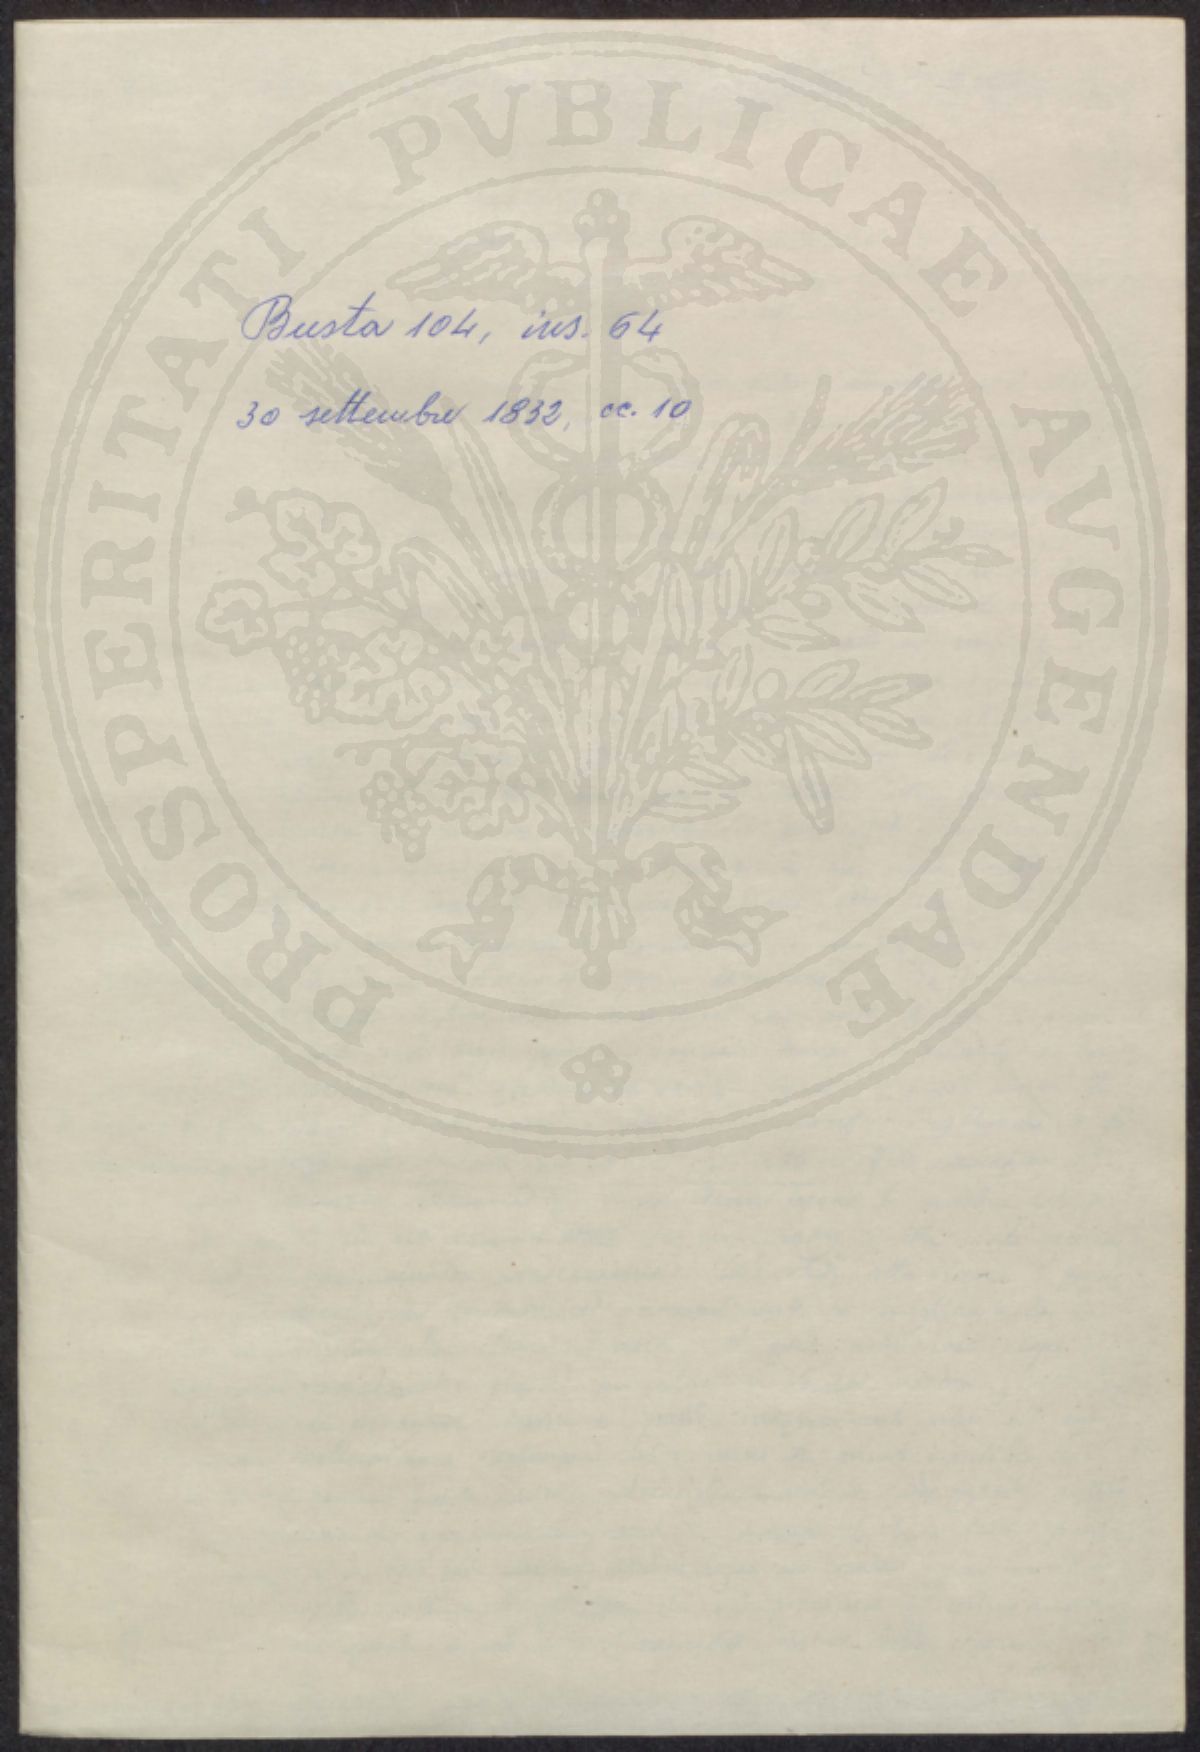 PROSPERITATI PVBLICAE AVGENDAE
Busta 104, ins. 64
30 settembre 1832, cc. 10